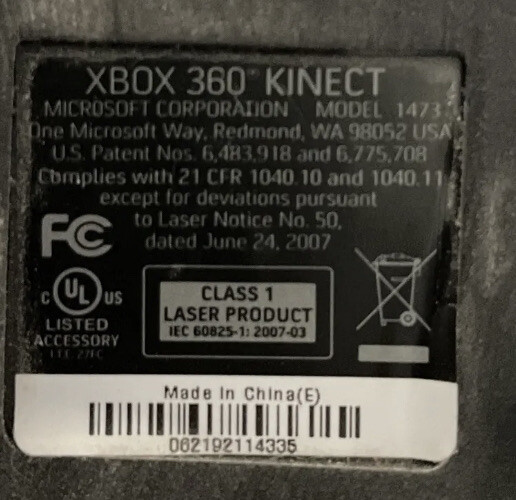 XBOX 360™ KINECT
MICROSOFT CORPORATION MODEL 1473
One Microsoft Way, Redmond, WA 98052 USA
U.S. Patent Nos. 6,483,918 and 6,775,708
Complies with 21 CFR 1040.10 and 1040.11
except for deviations pursuant
to Laser Notice No. 50,
dated June 24, 2007
FC
C UL US
LISTED
ACCESSORY
I.T.E. 27FC
CLASS 1
LASER PRODUCT
IEC 60825-1: 2007-03
Made in China(E)
062192114335